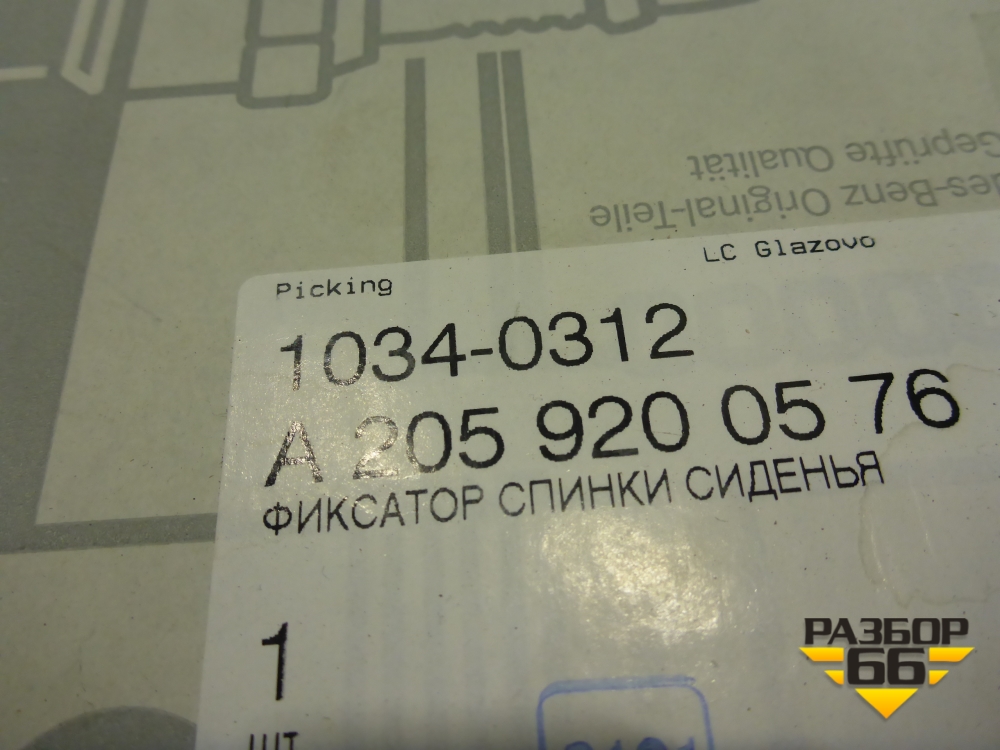 Geprüfte Qualität
des-Benz Original-Teile
Picking
LC Glazovo
1034-0312
A 205 920 05 76
ФИКСАТОР СПИНКИ СИДЕНЬЯ
1
ШТ
РАЗБОР
66